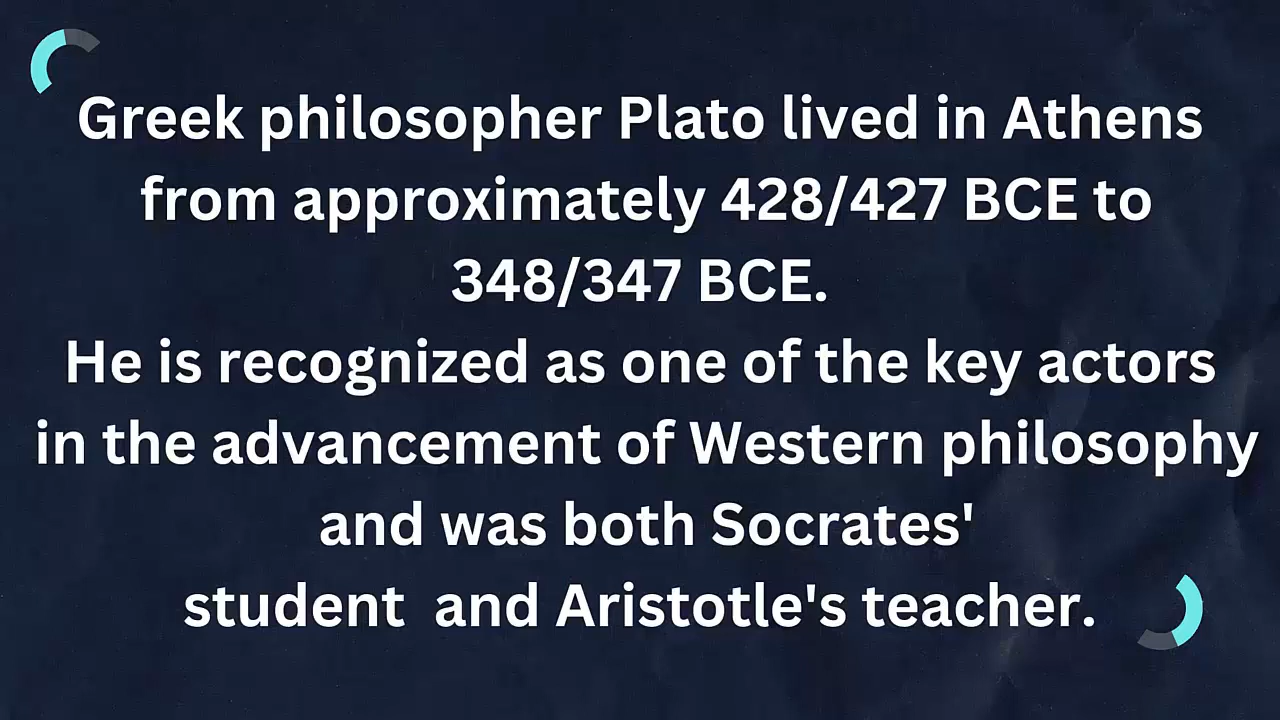 Greek philosopher Plato lived in Athens
from approximately 428/427 BCE to
348/347 BCE.
He is recognized as one of the key actors
in the advancement of Western philosophy
and was both Socrates'
student  and Aristotle's teacher.